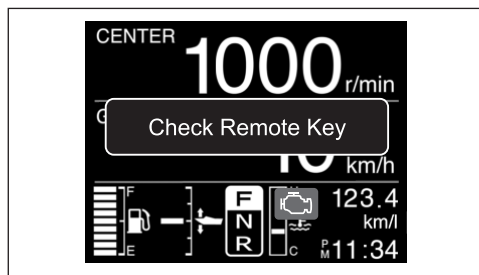 CENTER
1000 r/min
Check Remote Key
km/h
F
E
F
N
R
C
123.4
km/l
PM 11:34